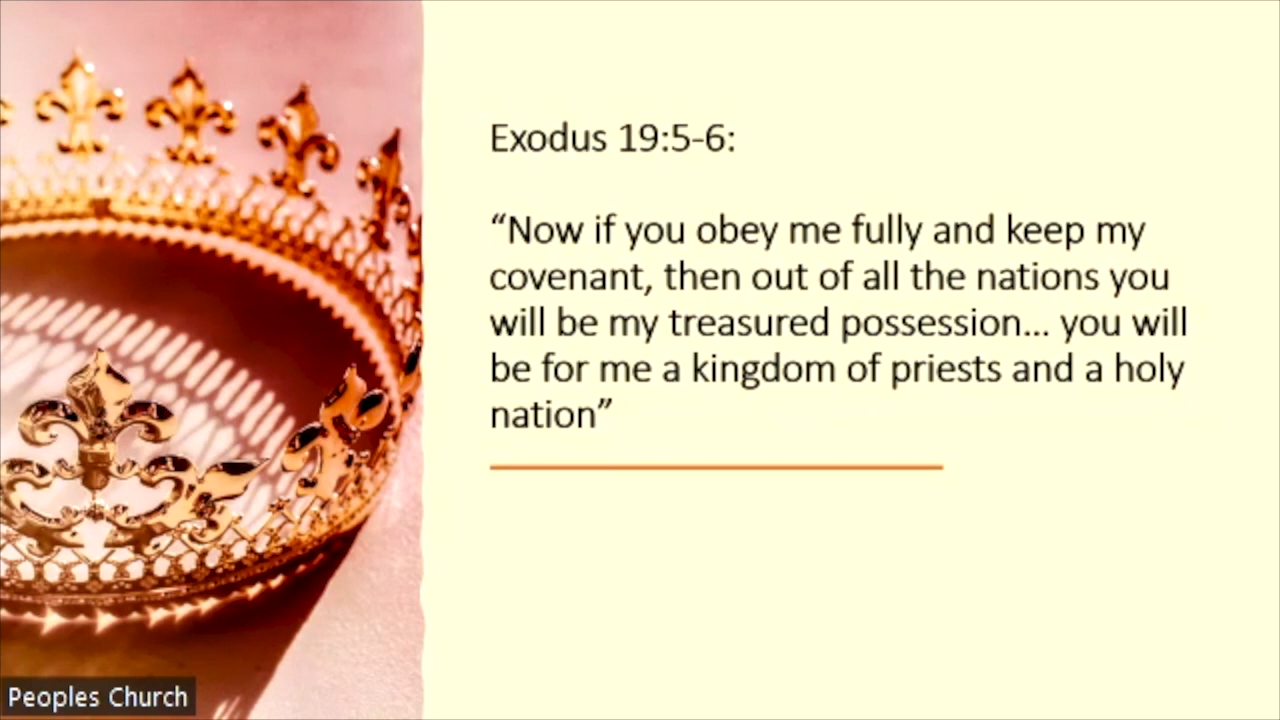 Exodus 19:5-6:
“Now if you obey me fully and keep my
covenant, then out of all the nations you
will be my treasured possession... you will
be for me a kingdom of priests and a holy
nation”
Peoples Church